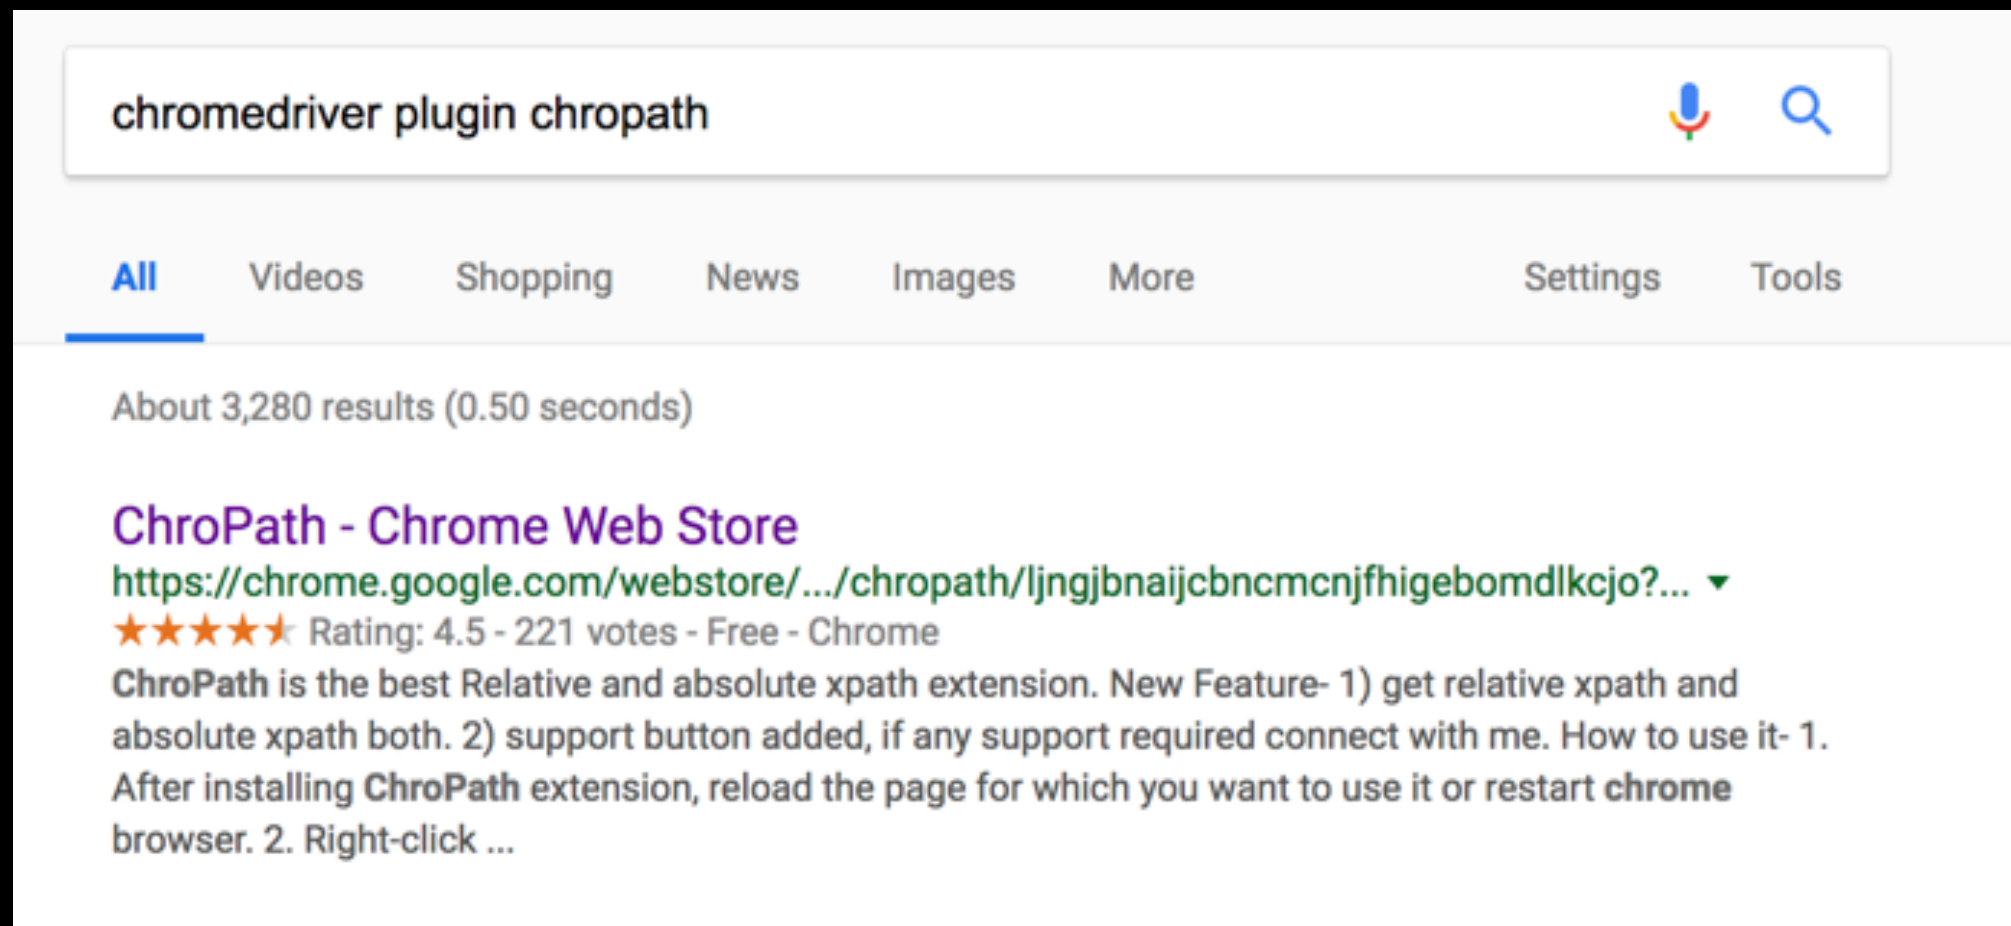 chromedriver plugin chropath
All Videos Shopping News Images More Settings Tools
About 3,280 results (0.50 seconds)
ChroPath - Chrome Web Store
https://chrome.google.com/webstore/.../chropath/ljngjbnaijcbncmcnjfhigebomdlkcjo?...
Rating: 4.5 - 221 votes - Free - Chrome
ChroPath is the best Relative and absolute xpath extension. New Feature- 1) get relative xpath and
absolute xpath both. 2) support button added, if any support required connect with me. How to use it- 1.
After installing ChroPath extension, reload the page for which you want to use it or restart chrome
browser. 2. Right-click ...